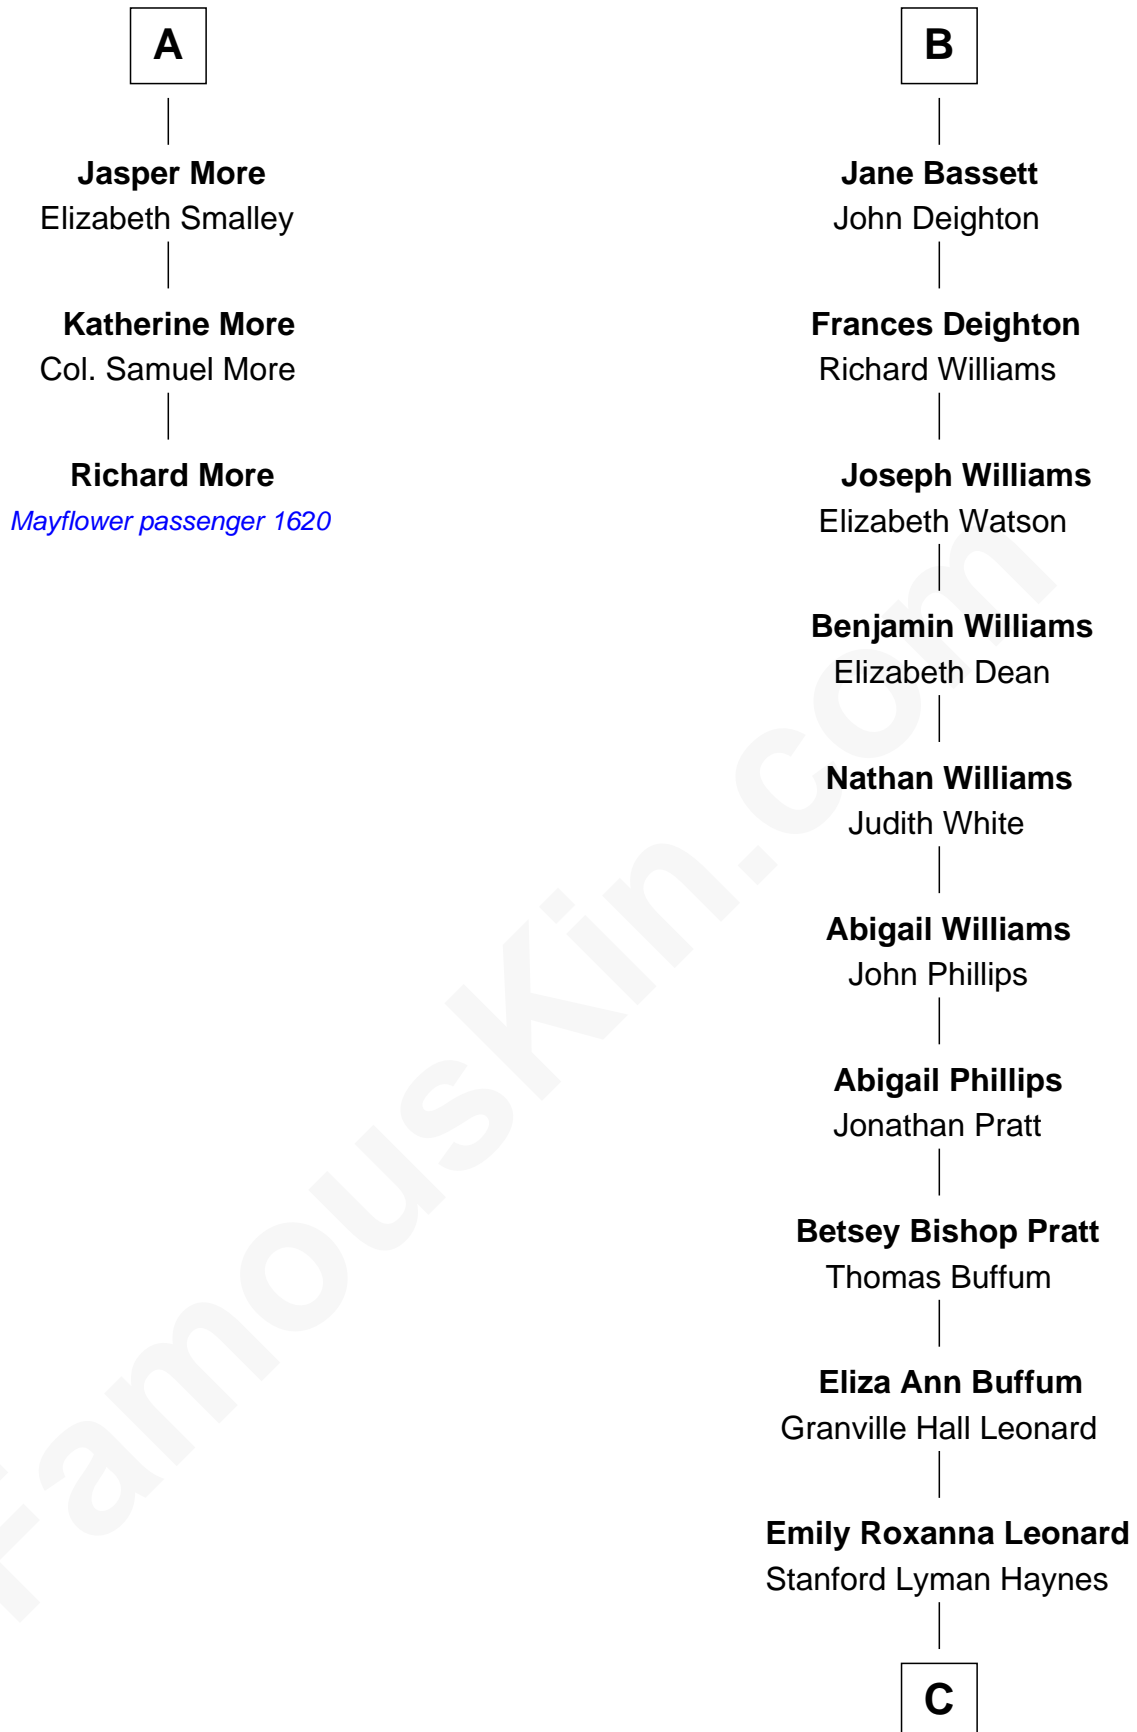 A
Jasper More
Elizabeth Smalley
Katherine More
Col. Samuel More
Richard More
Mayflower passenger 1620
B
Jane Bassett
John Deighton
Frances Deighton
Richard Williams
Joseph Williams
Elizabeth Watson
Benjamin Williams
Elizabeth Dean
Nathan Williams
Judith White
Abigail Williams
John Phillips
Abigail Phillips
Jonathan Pratt
Betsey Bishop Pratt
Thomas Buffum
Eliza Ann Buffum
Granville Hall Leonard
Emily Roxanna Leonard
Stanford Lyman Haynes
C
FamousKin.com